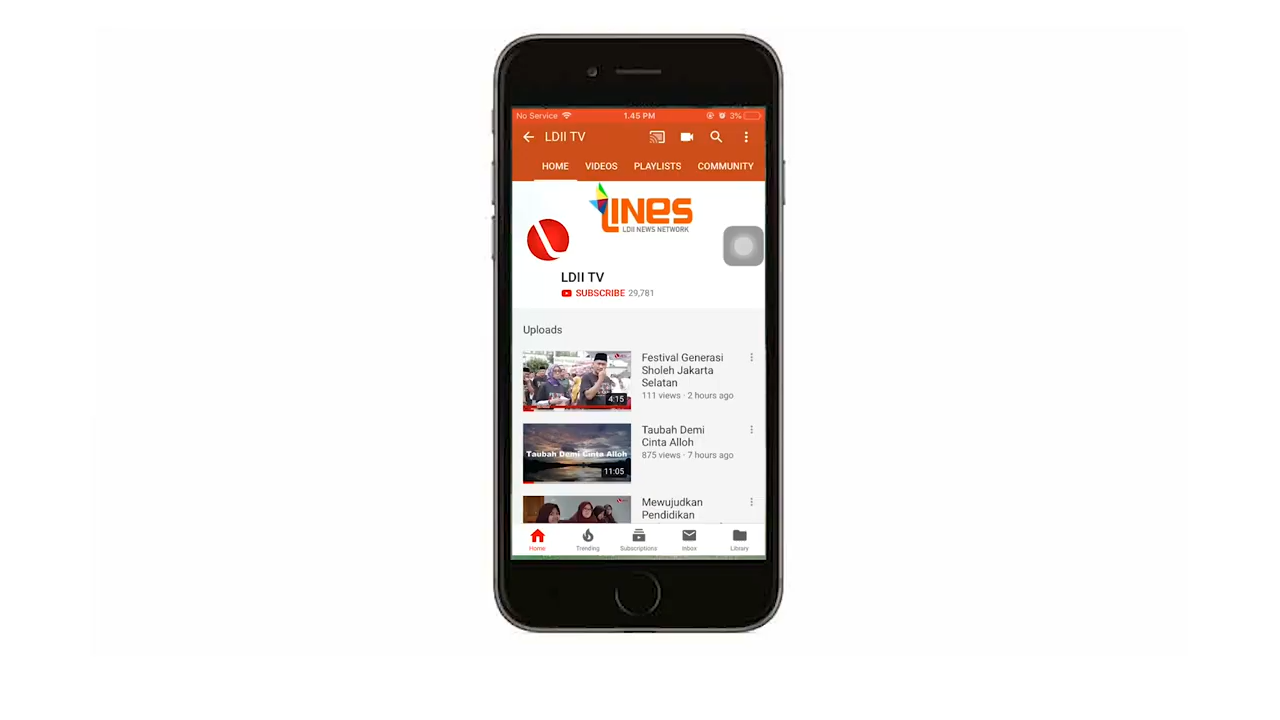 No Service 1.45 PM 3%
LDII TV
HOME VIDEOS PLAYLISTS COMMUNITY
LINES
LDII NEWS NETWORK
LDII TV
SUBSCRIBE 29,781
Uploads
Festival Generasi
Sholeh Jakarta
Selatan
111 views · 2 hours ago
4:15
Taubah Demi
Cinta Alloh
875 views · 7 hours ago
Taubah Demi Cinta Alloh
11:05
Mewujudkan
Pendidikan
Home Trending Subscriptions Inbox Library